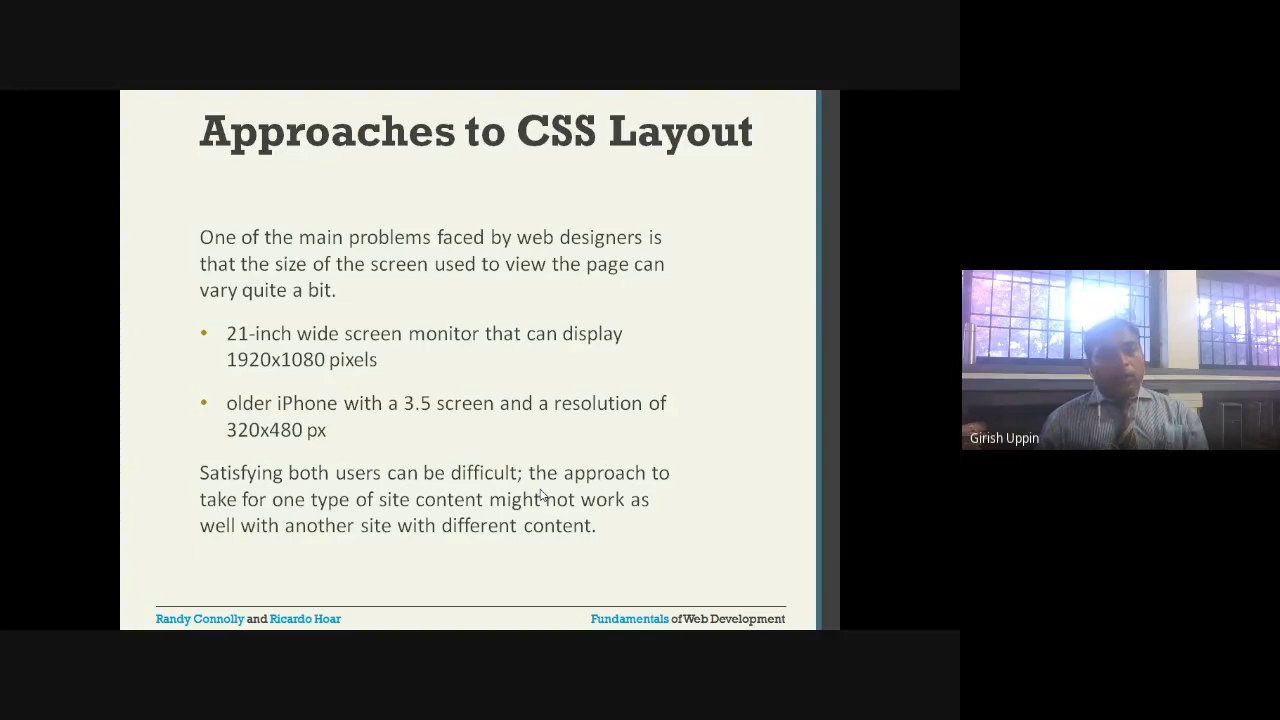 Approaches to CSS Layout
One of the main problems faced by web designers is
that the size of the screen used to view the page can
vary quite a bit.
• 21-inch wide screen monitor that can display
1920x1080 pixels
• older iPhone with a 3.5 screen and a resolution of
320x480 px
Satisfying both users can be difficult; the approach to
take for one type of site content might not work as
well with another site with different content.
Randy Connolly and Ricardo Hoar
Fundamentals of Web Development
Girish Uppin